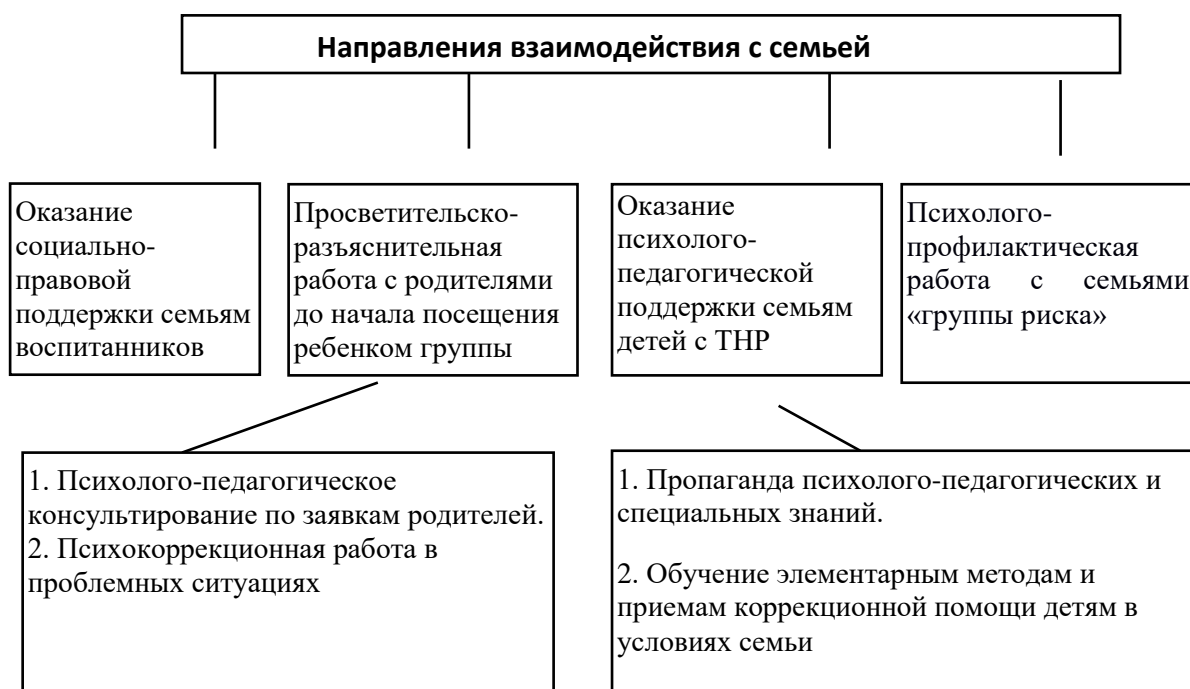 Направления взаимодействия с семьей
Оказание
социально-
правовой
поддержки семьям
воспитанников
Просветительско-
разъяснительная
работа с родителями
до начала посещения
ребенком группы
Оказание
психолого-
педагогической
поддержки семьям
детей с ТНР
Психолого-
профилактическая
работа с семьями
«группы риска»
1. Психолого-педагогическое
консультирование по заявкам родителей.
2. Психокоррекционная работа в
проблемных ситуациях
1. Пропаганда психолого-педагогических и
специальных знаний.
2. Обучение элементарным методам и
приемам коррекционной помощи детям в
условиях семьи